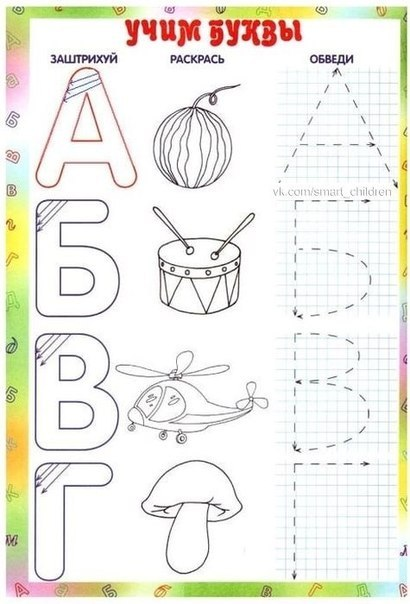 УЧИМ БУКВЫ
ЗАШТРИХУЙ РАСКРАСЬ ОБВЕДИ
А А
vk.com/smart_children
Б Б
В В
Г Г